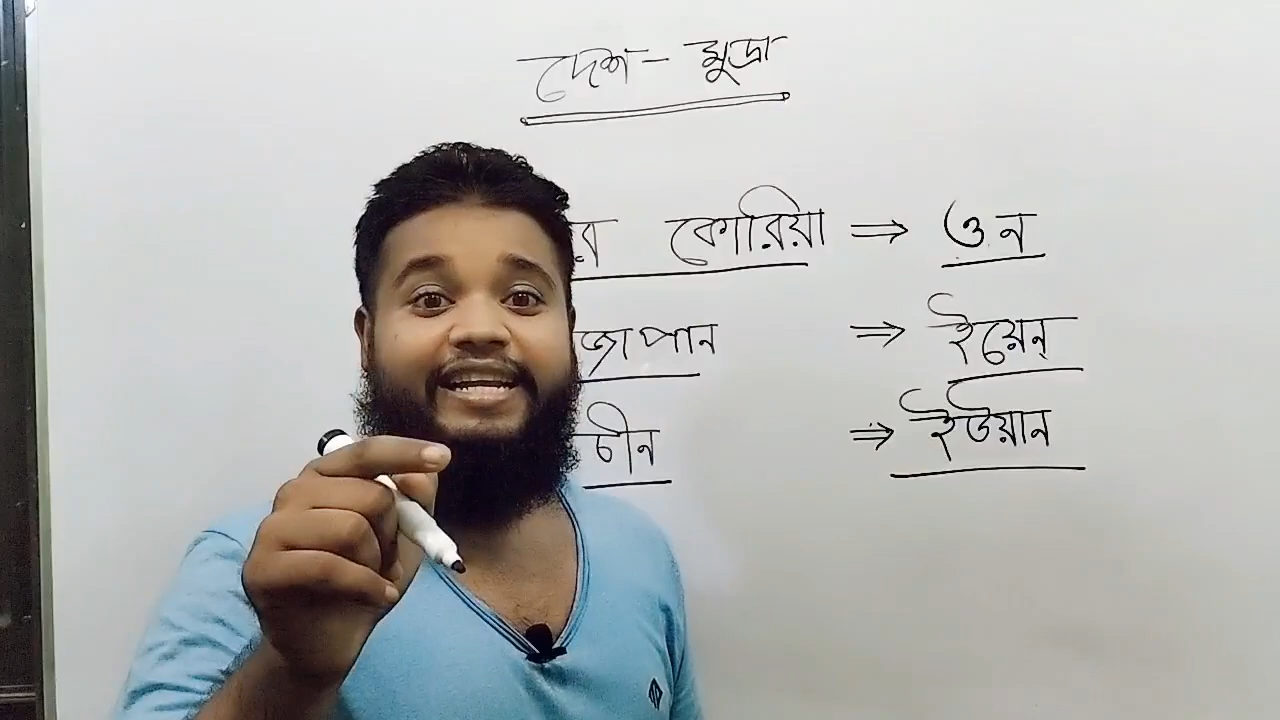 দেশ - মুদ্রা
র কোরিয়া ⇒ ওন
জাপান ⇒ ইয়েন্
চীন ⇒ ইউয়ান